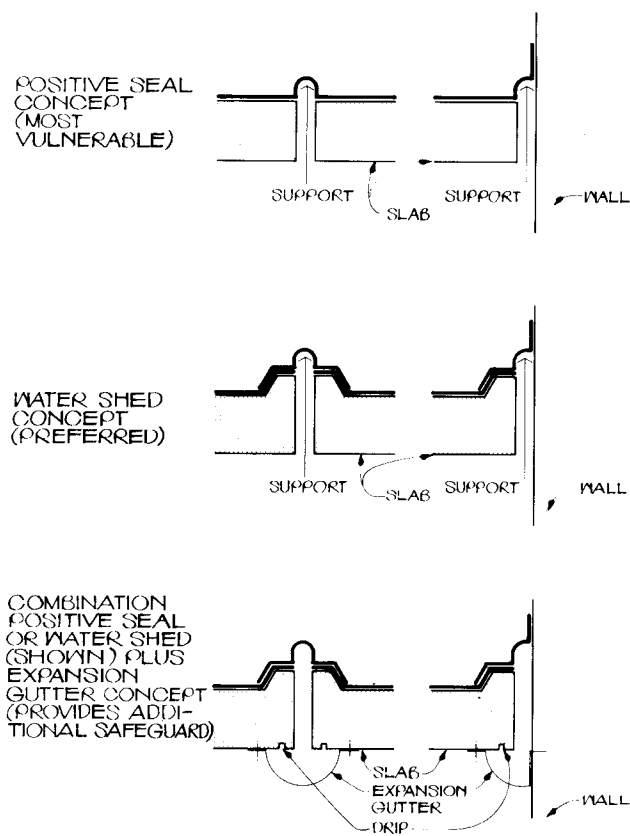 POSITIVE SEAL
CONCEPT
(MOST
VULNERABLE)
SUPPORT
SLAB
SUPPORT
WALL
WATER SHED
CONCEPT
(PREFERRED)
SUPPORT
SLAB
SUPPORT
WALL
COMBINATION
POSITIVE SEAL
OR WATER SHED
(SHOWN) PLUS
EXPANSION
GUTTER CONCEPT
(PROVIDES ADDI-
TIONAL SAFEGUARD)
SLAB
EXPANSION
GUTTER
DRIP
WALL